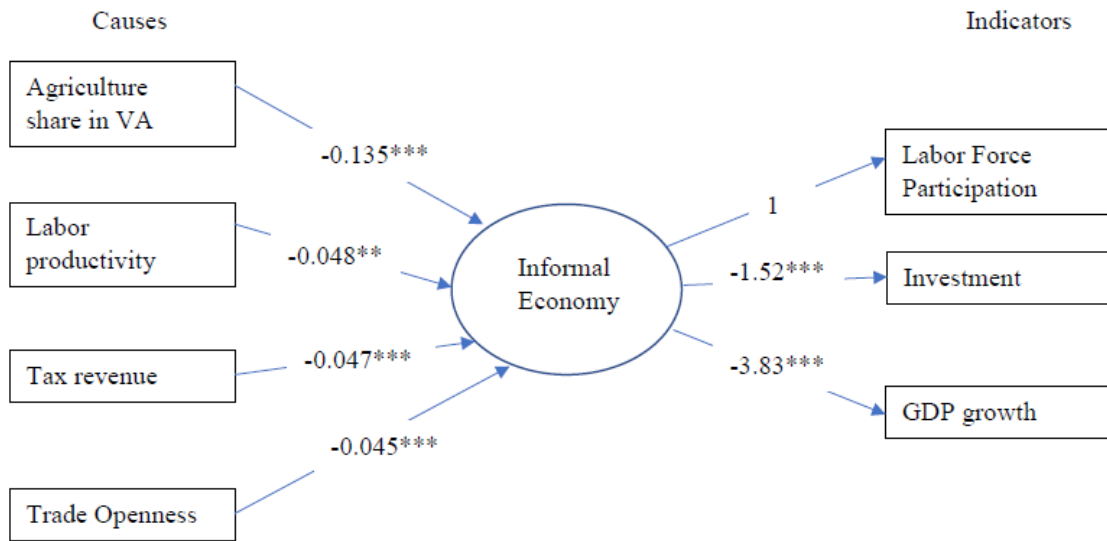 Causes
Indicators
Agriculture
share in VA
-0.135***
Labor Force
Participation
1
Labor
productivity
-0.048**
Informal
Economy
-1.52***
Investment
Tax revenue
-0.047***
-3.83***
GDP growth
-0.045***
Trade Openness